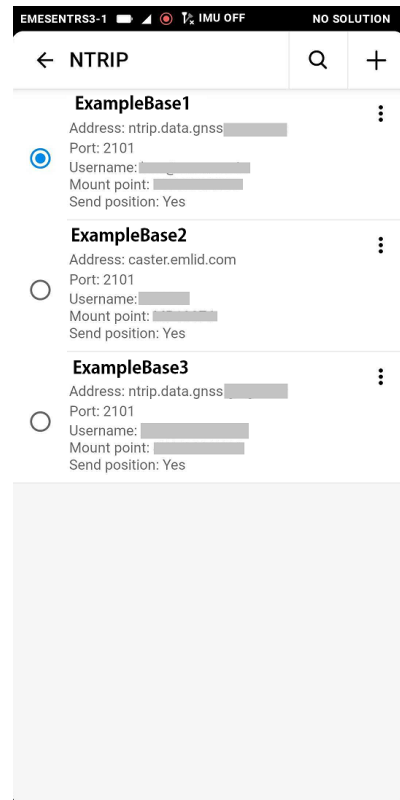 EMESENTRS3-1 IMU OFF NO SOLUTION
NTRIP
ExampleBase1
Address: ntrip.data.gnss
Port: 2101
Username:
Mount point:
Send position: Yes
ExampleBase2
Address: caster.emlid.com
Port: 2101
Username:
Mount point:
Send position: Yes
ExampleBase3
Address: ntrip.data.gnss
Port: 2101
Username:
Mount point:
Send position: Yes